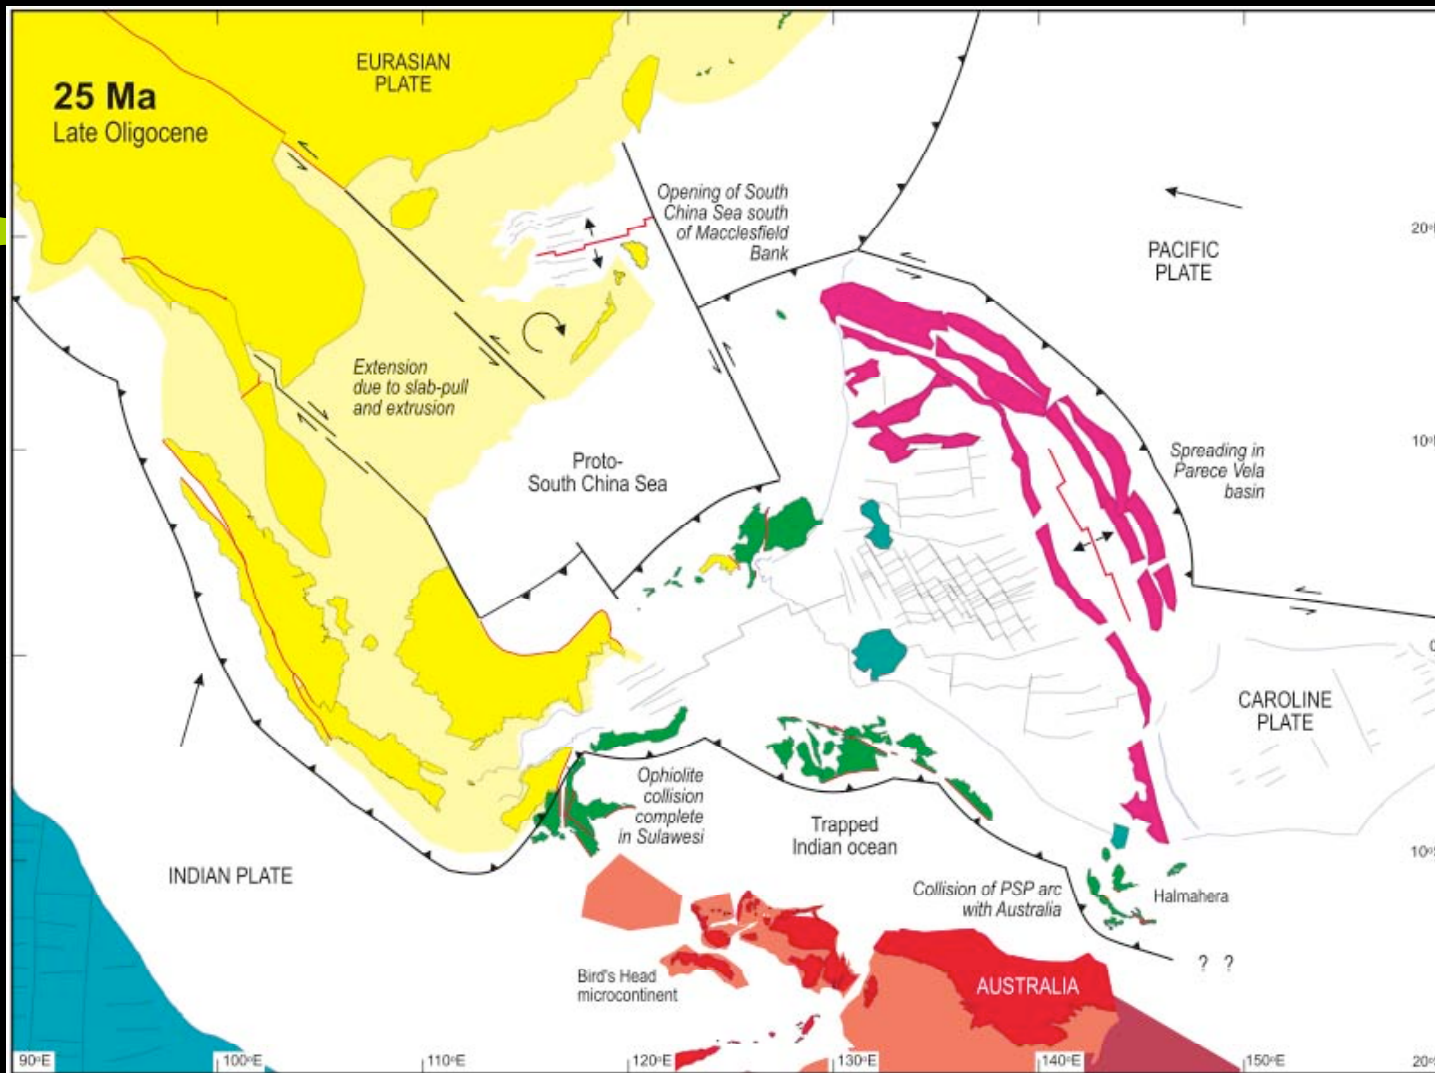 EURASIAN
PLATE
25 Ma
Late Oligocene
Opening of South
China Sea south
of Macclesfield
Bank
PACIFIC
PLATE
20°
Extension
due to slab-pull
and extrusion
Proto-
South China Sea
10°
Spreading in
Parece Vela
basin
0
CAROLINE
PLATE
Ophiolite
collision
complete
in Sulawesi
Trapped
Indian ocean
10°
INDIAN PLATE
Collision of PSP arc
with Australia
Halmahera
? ?
Bird's Head
microcontinent
AUSTRALIA
90°E
100°E
110°E
120°E
130°E
140°E
150°E
20°